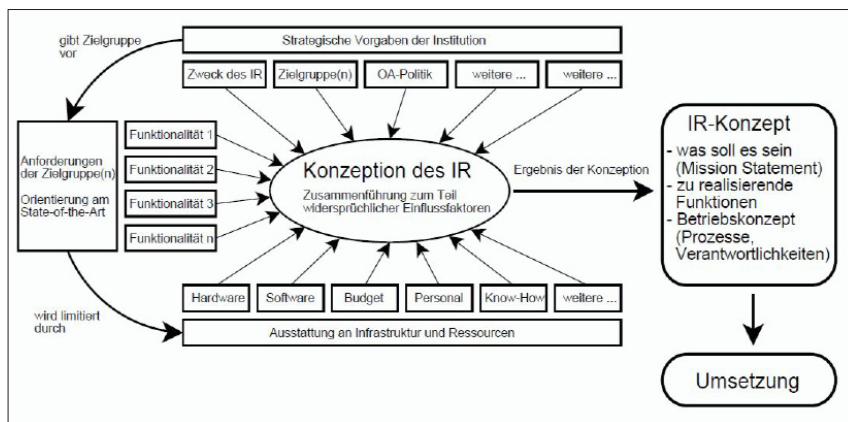 gibt Zielgruppe
vor
Strategische Vorgaben der Institution
Zweck des IR
Zielgruppe(n)
OA-Politik
weitere ...
weitere ...
Anforderungen
der Zielgruppe(n)
Orientierung am
State-of-the-Art
Funktionalität 1
Funktionalität 2
Funktionalität 3
Funktionalität n
Konzeption des IR
Zusammenführung zum Teil
widersprüchlicher Einflussfaktoren
Ergebnis der Konzeption
IR-Konzept
- was soll es sein
(Mission Statement)
- zu realisierende
Funktionen
- Betriebskonzept
(Prozesse,
Verantwortlichkeiten)
wird limitiert
durch
Hardware
Software
Budget
Personal
Know-How
weitere ...
Ausstattung an Infrastruktur und Ressourcen
Umsetzung